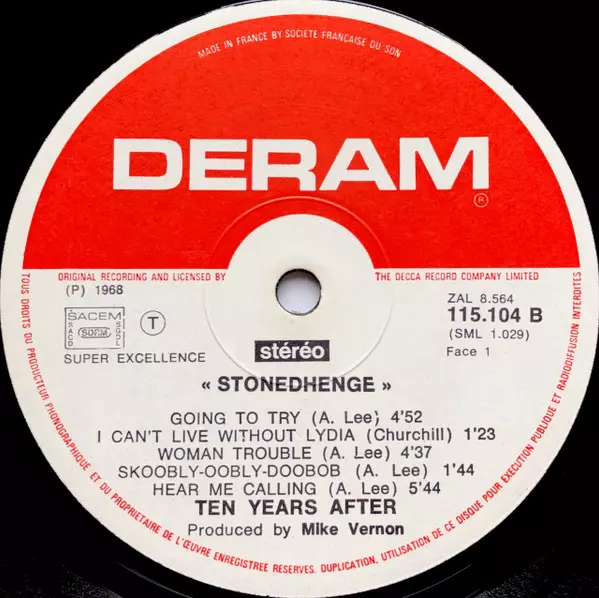 MADE IN FRANCE BY SOCIÉTÉ FRANÇAISE DU SON
DERAM
®
ORIGINAL RECORDING AND LICENSED BY THE DECCA RECORD COMPANY LIMITED
(P) 1968
ZAL 8.564
SACEM
SDRM
SACD
SGDL
T
115.104 B
(SML 1.029)
SUPER EXCELLENCE
stéréo
Face 1
« STONEDHENGE »
GOING TO TRY (A. Lee) 4'52
I CAN'T LIVE WITHOUT LYDIA (Churchill) 1'23
WOMAN TROUBLE (A. Lee) 4'37
SKOOBLY-OOBLY-DOOBOB (A. Lee) 1'44
HEAR ME CALLING (A. Lee) 5'44
TEN YEARS AFTER
Produced by Mike Vernon
TOUS DROITS DU PRODUCTEUR PHONOGRAPHIQUE ET DU PROPRIETAIRE DE L'ŒUVRE ENREGISTREE RESERVES. DUPLICATION, UTILISATION DE CE DISQUE POUR EXECUTION PUBLIQUE ET RADIODIFFUSION INTERDITES